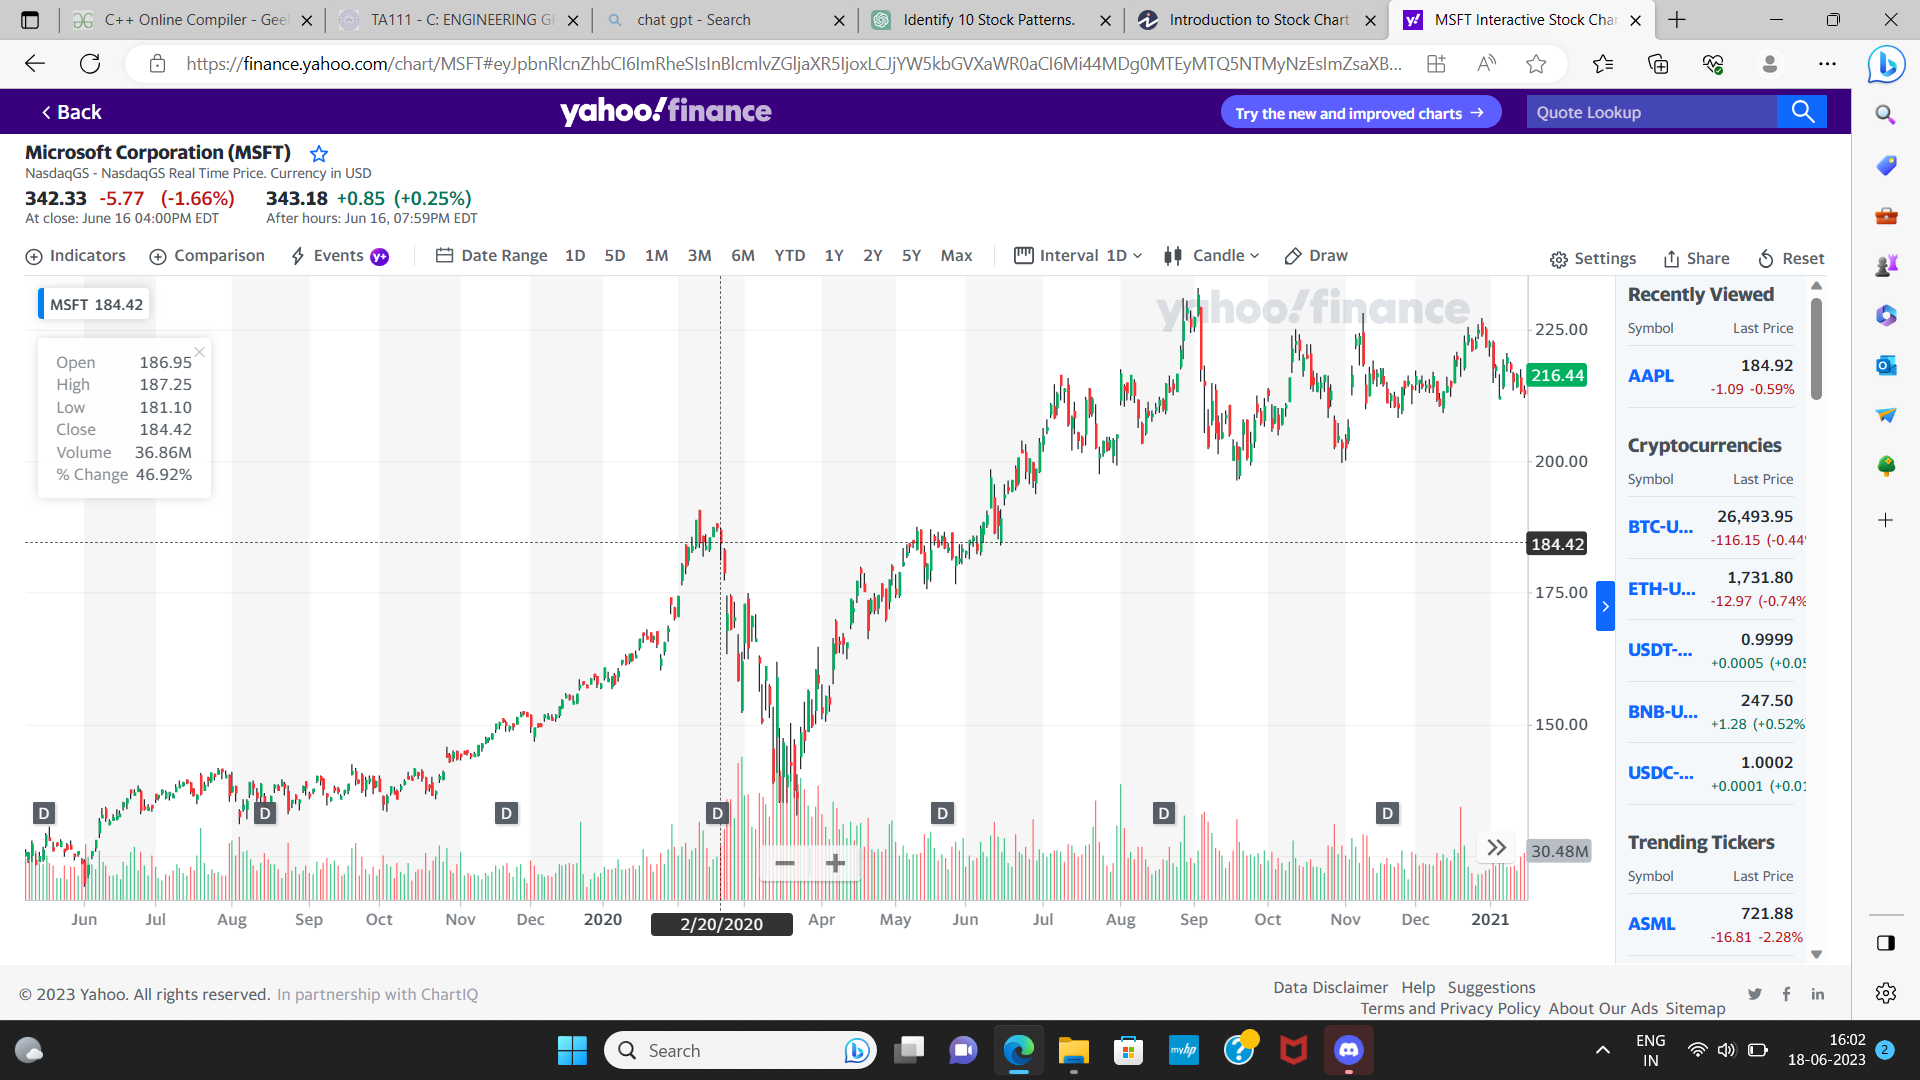 C++ Online Compiler - Gee
TA111 - C: ENGINEERING GR
chat gpt - Search
Identify 10 Stock Patterns.
Introduction to Stock Chart
MSFT Interactive Stock Char
https://finance.yahoo.com/chart/MSFT#eyJpbnRlcnZhbCI6ImRheSIsInBlcmlvZGljaXR5IjoxLCJjYW5kbGVXaWR0aCI6Mi44MDg0MTEyMTQ5NTMyNzEsImZsaXB...
Back
yahoo!finance
Try the new and improved charts →
Quote Lookup
Microsoft Corporation (MSFT)
NasdaqGS - NasdaqGS Real Time Price. Currency in USD
342.33 -5.77 (-1.66%) 343.18 +0.85 (+0.25%)
At close: June 16 04:00PM EDT After hours: Jun 16, 07:59PM EDT
Indicators Comparison Events y+ Date Range 1D 5D 1M 3M 6M YTD 1Y 2Y 5Y Max Interval 1D Candle Draw Settings Share Reset
MSFT 184.42
Open 186.95
High 187.25
Low 181.10
Close 184.42
Volume 36.86M
% Change 46.92%
yahoo!finance
225.00
216.44
200.00
184.42
175.00
150.00
30.48M
D D D D D D D
Jun Jul Aug Sep Oct Nov Dec 2020 2/20/2020 Apr May Jun Jul Aug Sep Oct Nov Dec 2021
Recently Viewed
Symbol Last Price
AAPL 184.92
-1.09 -0.59%
Cryptocurrencies
Symbol Last Price
BTC-U... 26,493.95
-116.15 (-0.44%
ETH-U... 1,731.80
-12.97 (-0.74%
USDT-... 0.9999
+0.0005 (+0.05
BNB-U... 247.50
+1.28 (+0.52%
USDC-... 1.0002
+0.0001 (+0.01
Trending Tickers
Symbol Last Price
ASML 721.88
-16.81 -2.28%
© 2023 Yahoo. All rights reserved. In partnership with ChartIQ
Data Disclaimer Help Suggestions
Terms and Privacy Policy About Our Ads Sitemap
Search
myhp
ENG
IN
16:02
18-06-2023
2